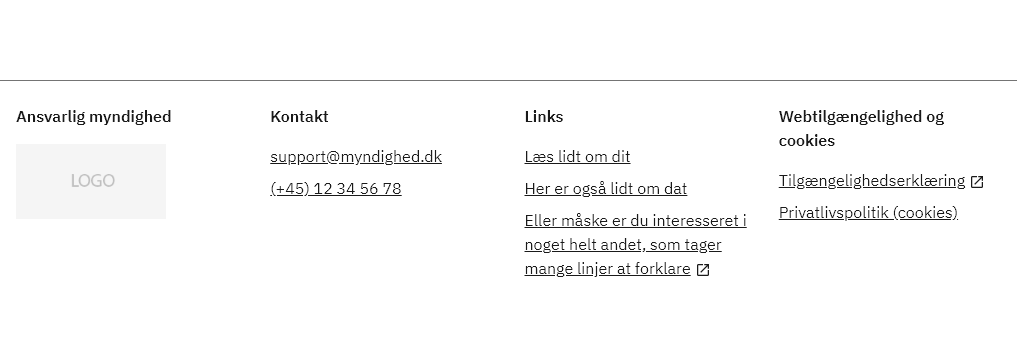 Ansvarlig myndighed
LOGO
Kontakt
support@myndighed.dk
(+45) 12 34 56 78
Links
Læs lidt om dit
Her er også lidt om dat
Eller måske er du interesseret i
noget helt andet, som tager
mange linjer at forklare
Webtilgængelighed og
cookies
Tilgængelighedserklæring
Privatlivspolitik (cookies)